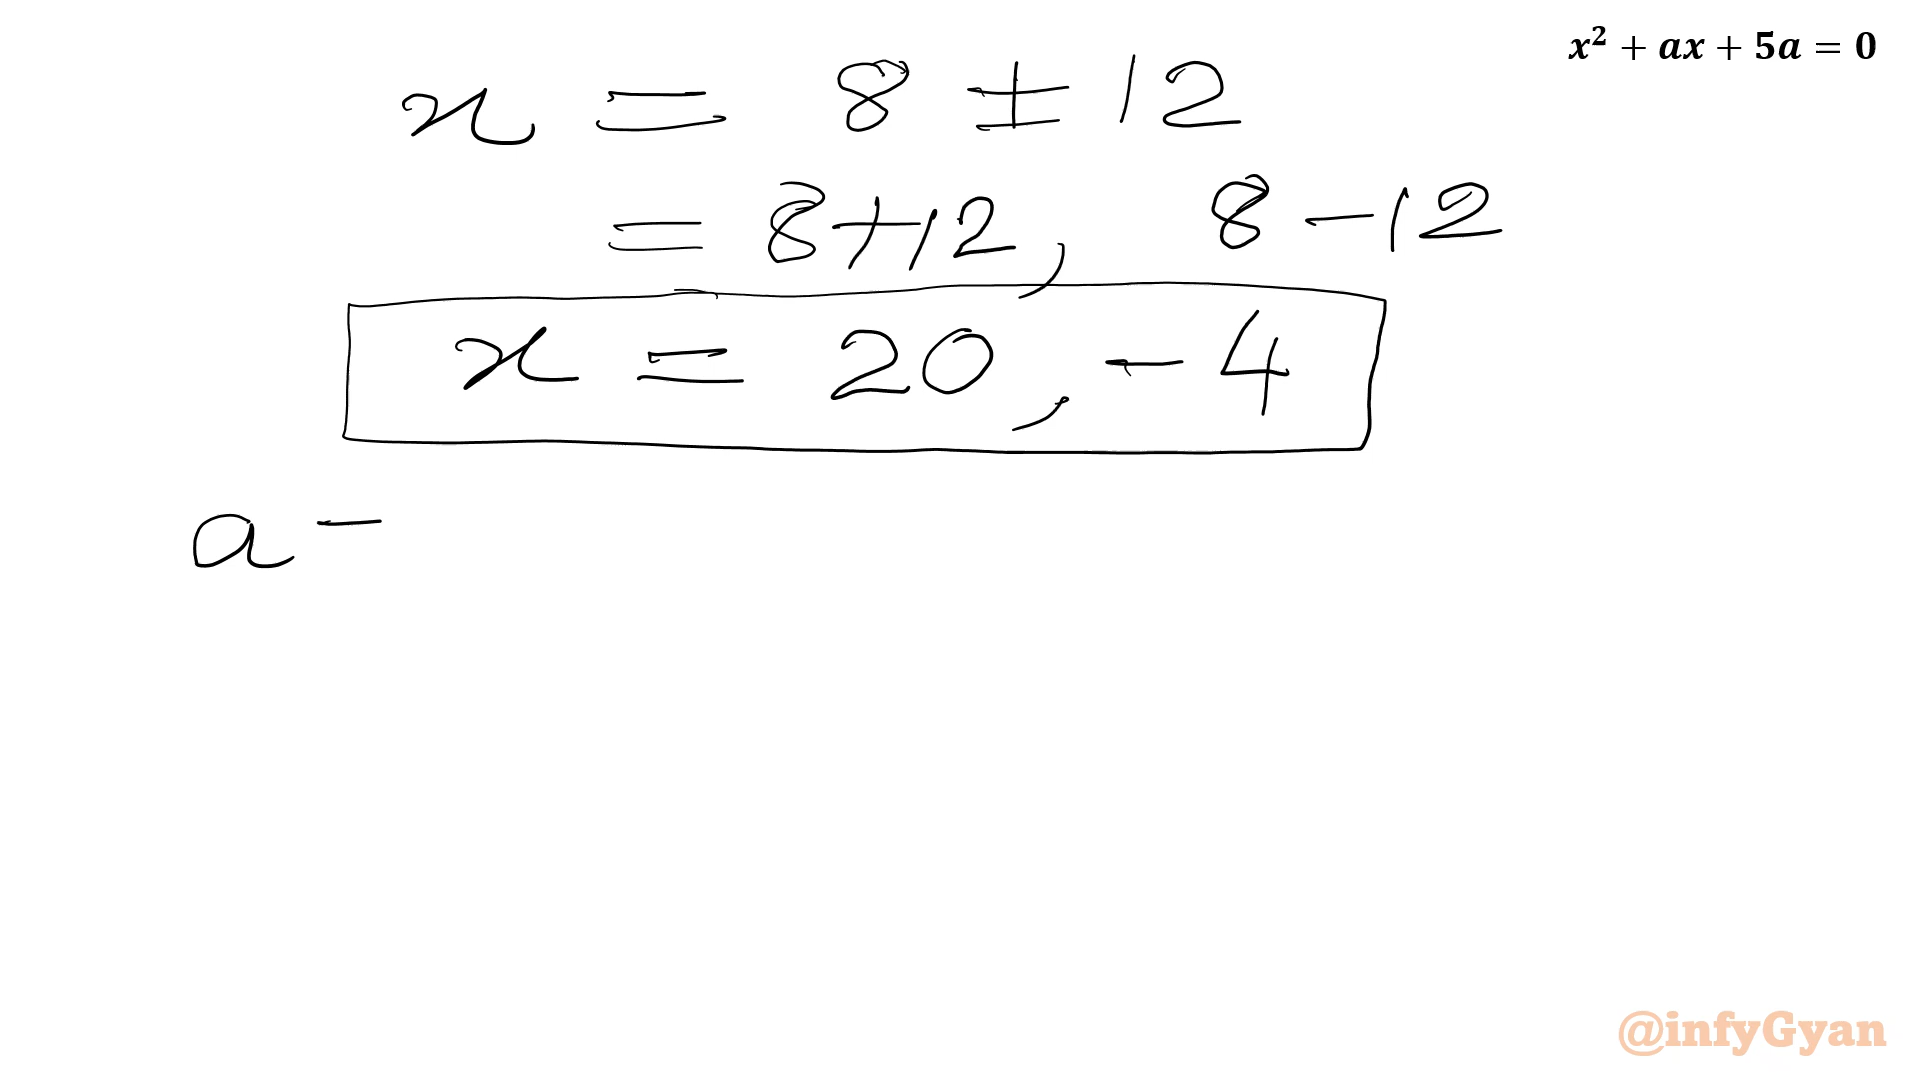 x² + ax + 5a = 0
x = 8 ± 12
= 8+12, 8-12
x = 20, -4
a -
@infyGyan